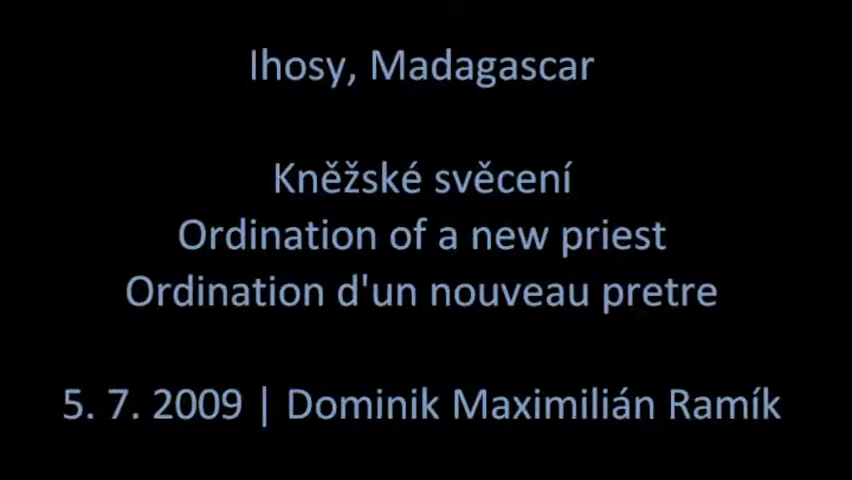 Ihosy, Madagascar
Kněžské svěcení
Ordination of a new priest
Ordination d'un nouveau pretre
5. 7. 2009 | Dominik Maximilián Ramík